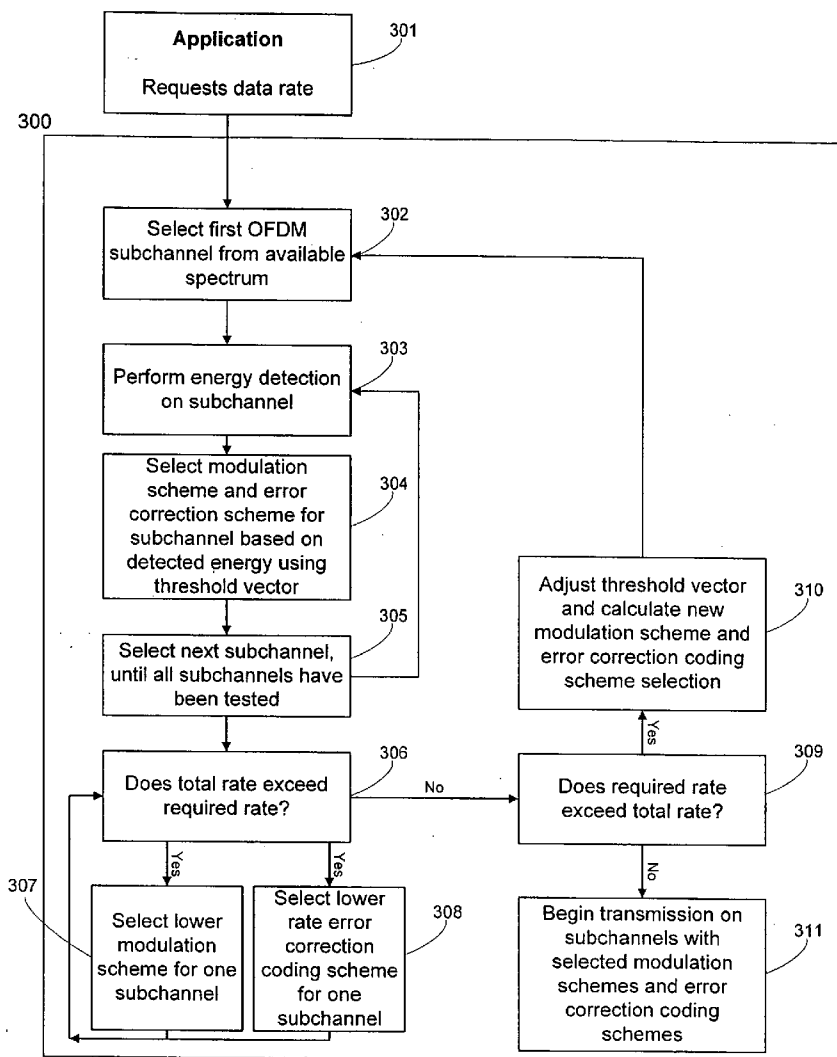 Application
Requests data rate
301
300
Select first OFDM
subchannel from available
spectrum
302
Perform energy detection
on subchannel
303
Select modulation
scheme and error
correction scheme for
subchannel based on
detected energy using
threshold vector
304
Select next subchannel,
until all subchannels have
been tested
305
Does total rate exceed
required rate?
306
No
Yes
Yes
307
Select lower
modulation
scheme for one
subchannel
Select lower
rate error
correction
coding scheme
for one
subchannel
308
Adjust threshold vector
and calculate new
modulation scheme and
error correction coding
scheme selection
310
Yes
Does required rate
exceed total rate?
309
No
Begin transmission on
subchannels with
selected modulation
schemes and error
correction coding
schemes
311